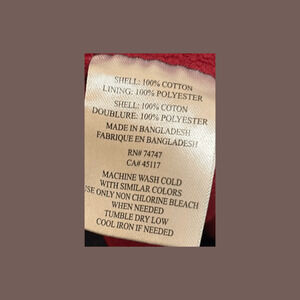 SHELL: 100% COTTON
LINING: 100% POLYESTER
SHELL: 100% COTON
DOUBLURE: 100% POLYESTER
MADE IN BANGLADESH
FABRIQUE EN BANGLADESH
RN# 74747
CA# 45117
MACHINE WASH COLD
WITH SIMILAR COLORS
USE ONLY NON CHLORINE BLEACH
WHEN NEEDED
TUMBLE DRY LOW
COOL IRON IF NEEDED